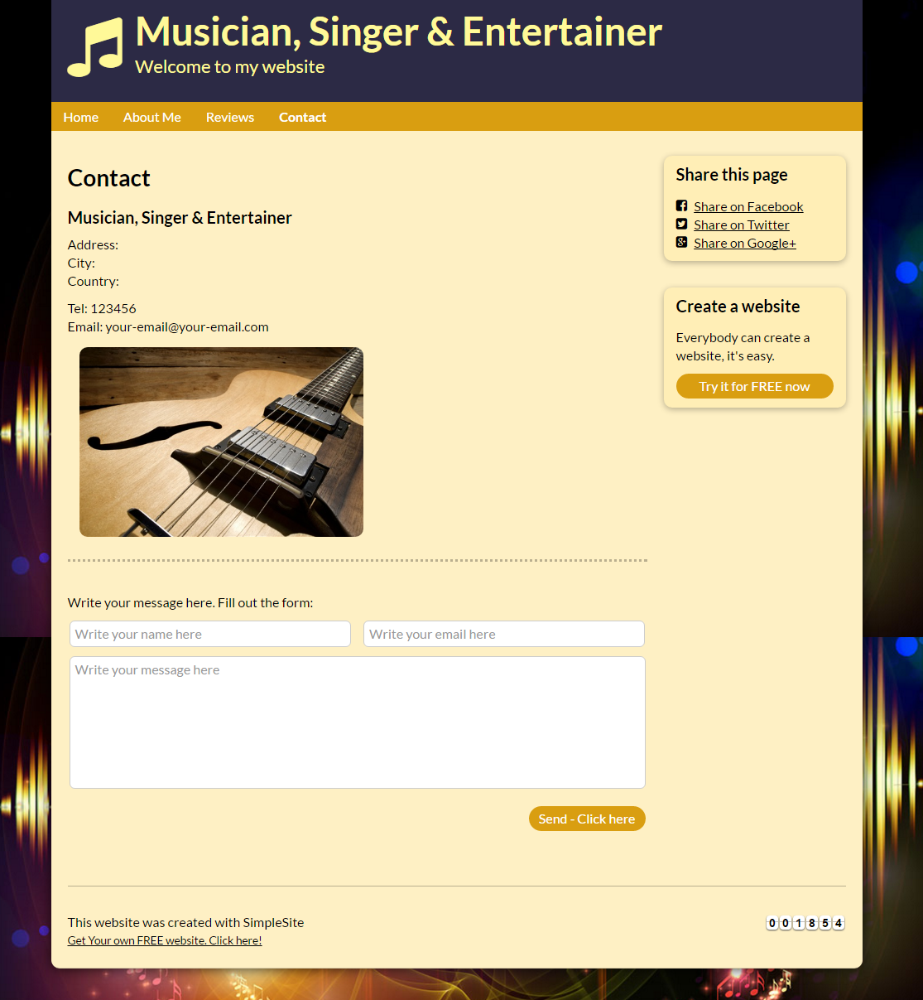 Musician, Singer & Entertainer
Welcome to my website
Home About Me Reviews Contact
Contact
Musician, Singer & Entertainer
Address:
City:
Country:
Tel: 123456
Email: your-email@your-email.com
Write your message here. Fill out the form:
Write your name here Write your email here
Write your message here
Send - Click here
Share this page
Share on Facebook
Share on Twitter
Share on Google+
Create a website
Everybody can create a
website, it's easy.
Try it for FREE now
This website was created with SimpleSite
Get Your own FREE website. Click here!
001854